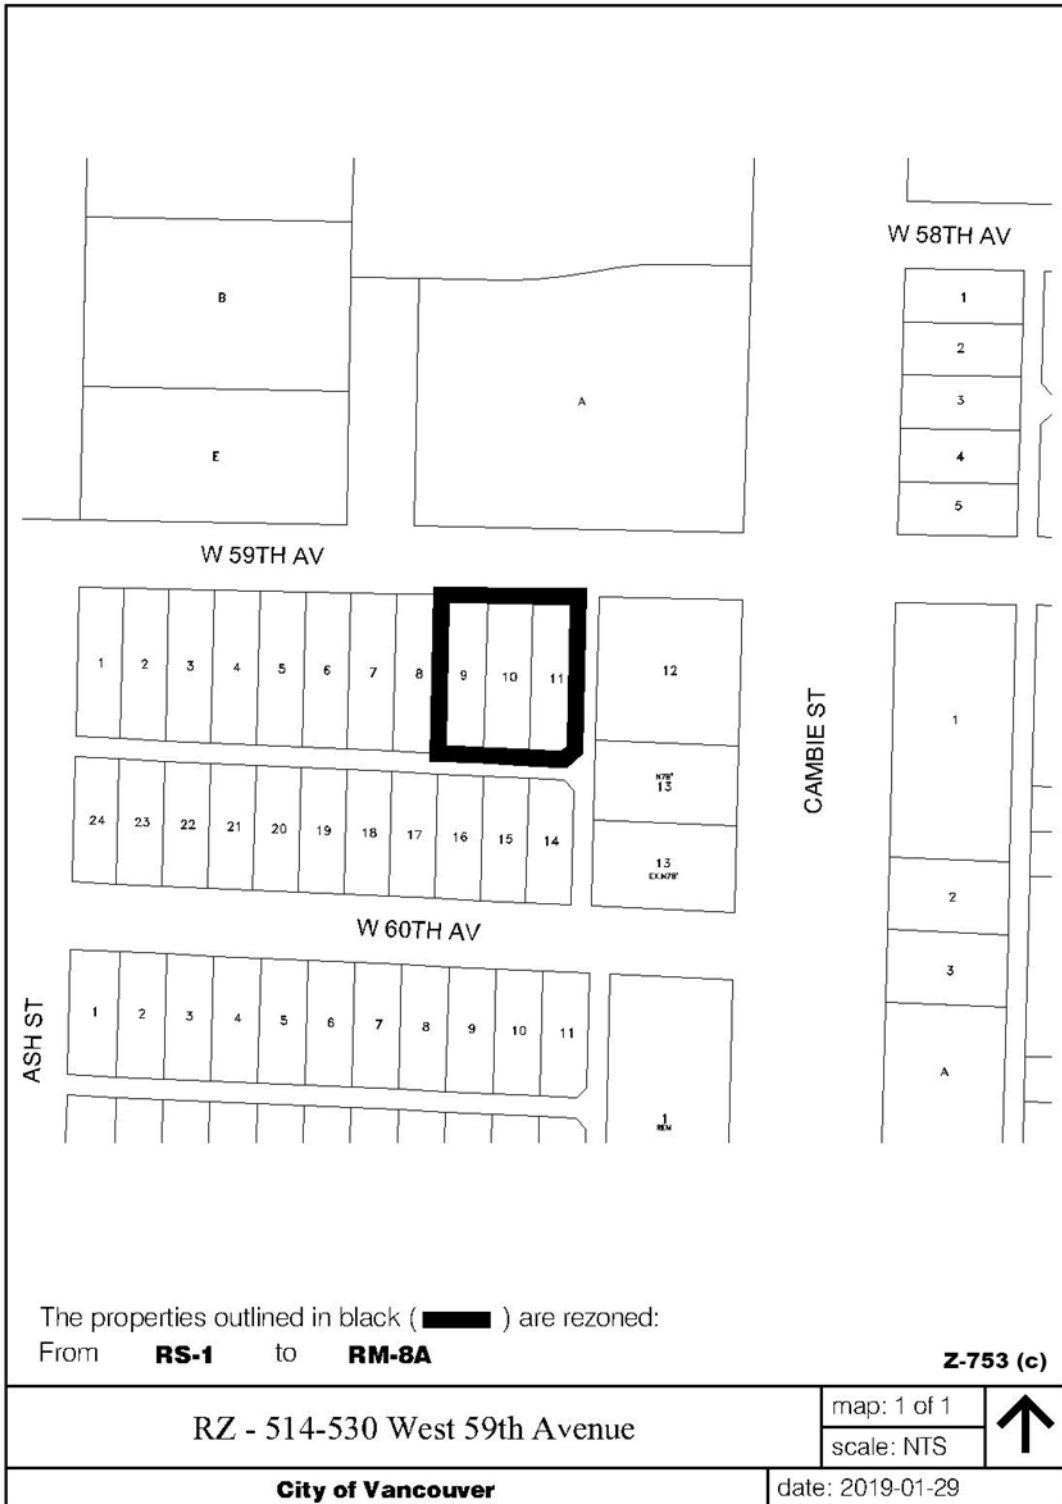 W 58TH AV
B
1
2
A
3
E
4
5
W 59TH AV
1 2 3 4 5 6 7 8 9 10 11
12
1
CAMBIE ST
N78'
13
24 23 22 21 20 19 18 17 16 15 14
13
EX.N78'
2
W 60TH AV
3
ASH ST
1 2 3 4 5 6 7 8 9 10 11
A
1
REM
The properties outlined in black ( ) are rezoned:
From RS-1 to RM-8A
Z-753 (c)
RZ - 514-530 West 59th Avenue
map: 1 of 1
scale: NTS
City of Vancouver
date: 2019-01-29